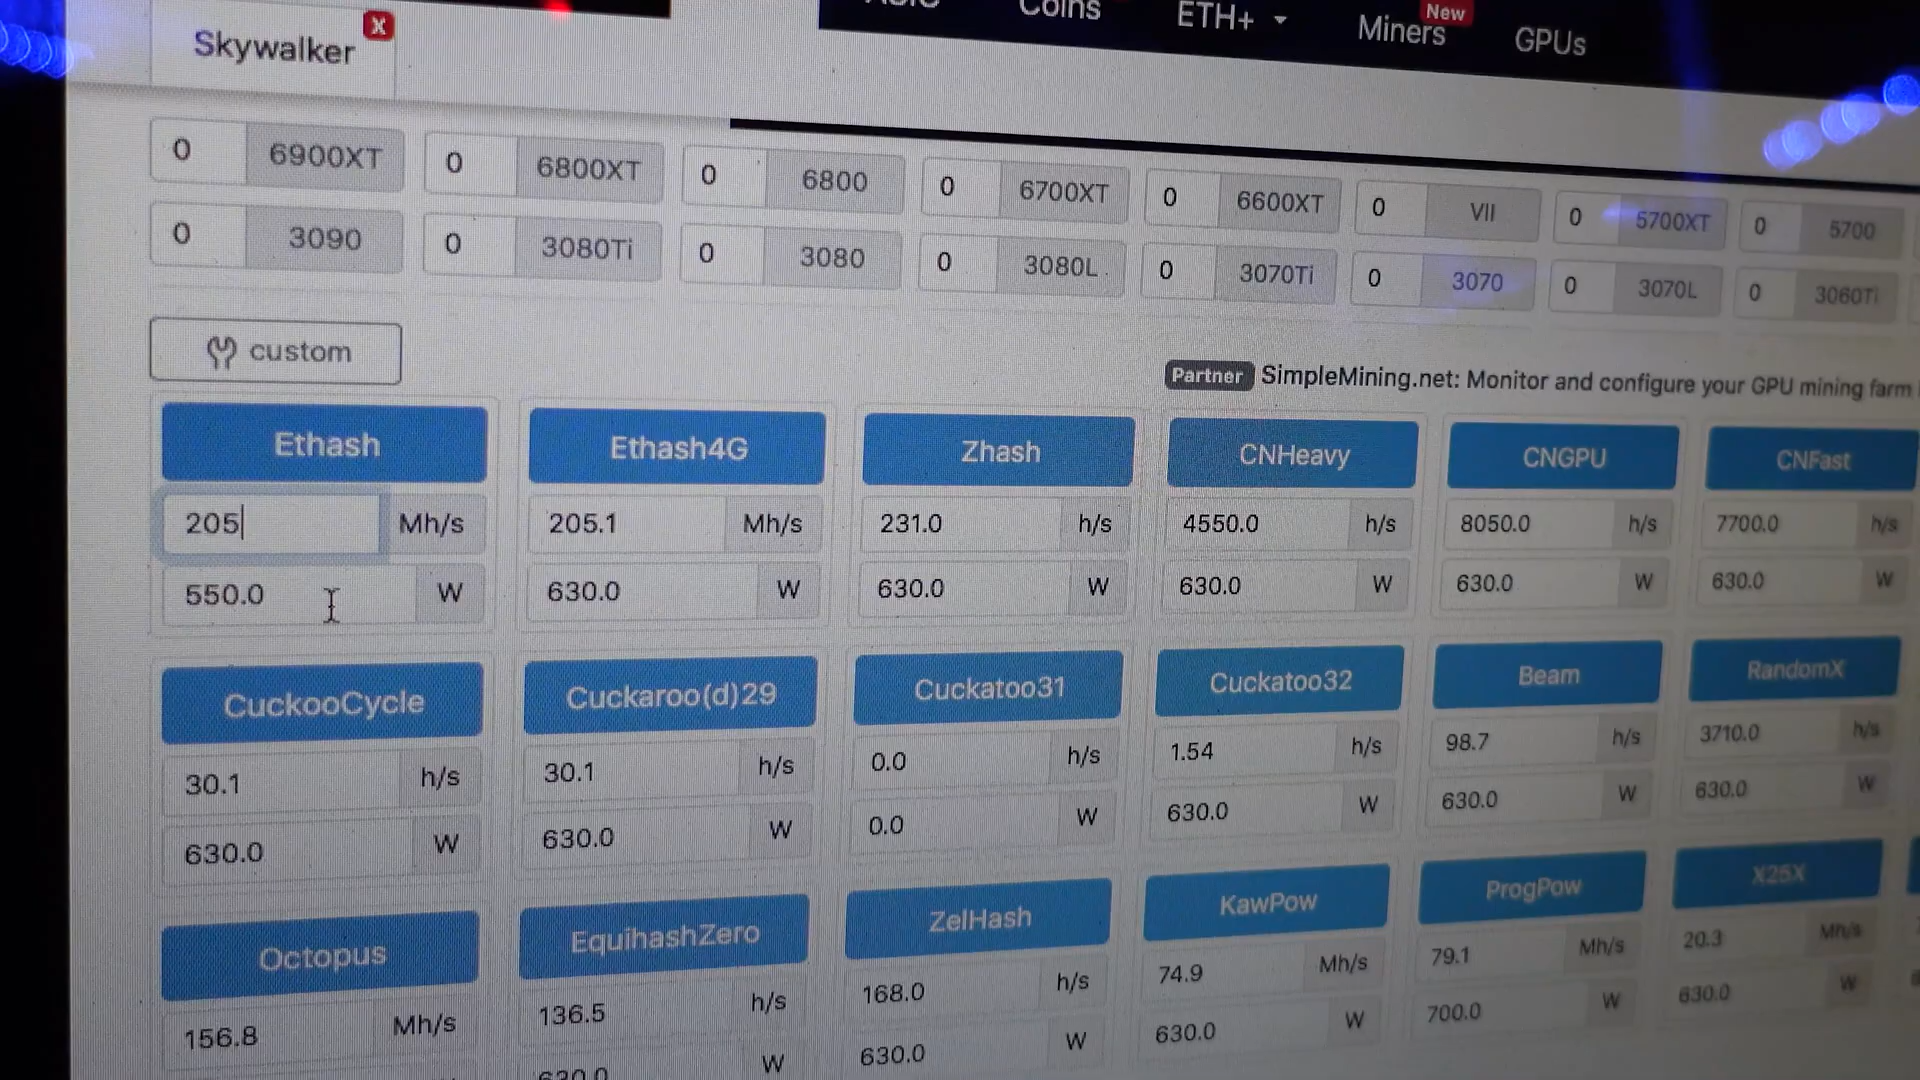 Skywalker X
Coins ETH+ Miners New GPUs
0 6900XT 0 6800XT 0 6800 0 6700XT 0 6600XT 0 VII 0 5700XT 0 5700
0 3090 0 3080Ti 0 3080 0 3080L 0 3070Ti 0 3070 0 3070L 0 3060Ti
custom
Partner SimpleMining.net: Monitor and configure your GPU mining farm
Ethash Ethash4G Zhash CNHeavy CNGPU CNFast
205 Mh/s 205.1 Mh/s 231.0 h/s 4550.0 h/s 8050.0 h/s 7700.0 h/s
550.0 W 630.0 W 630.0 W 630.0 W 630.0 W 630.0 W
CuckooCycle Cuckaroo(d)29 Cuckatoo31 Cuckatoo32 Beam RandomX
30.1 h/s 30.1 h/s 0.0 h/s 1.54 h/s 98.7 h/s 3710.0 h/s
630.0 W 630.0 W 0.0 W 630.0 W 630.0 W 630.0 W
Octopus EquihashZero ZelHash KawPow ProgPow X25X
156.8 Mh/s 136.5 h/s 168.0 h/s 74.9 Mh/s 79.1 Mh/s 20.3 Mh/s
630.0 W 630.0 W 630.0 W 700.0 W 630.0 W